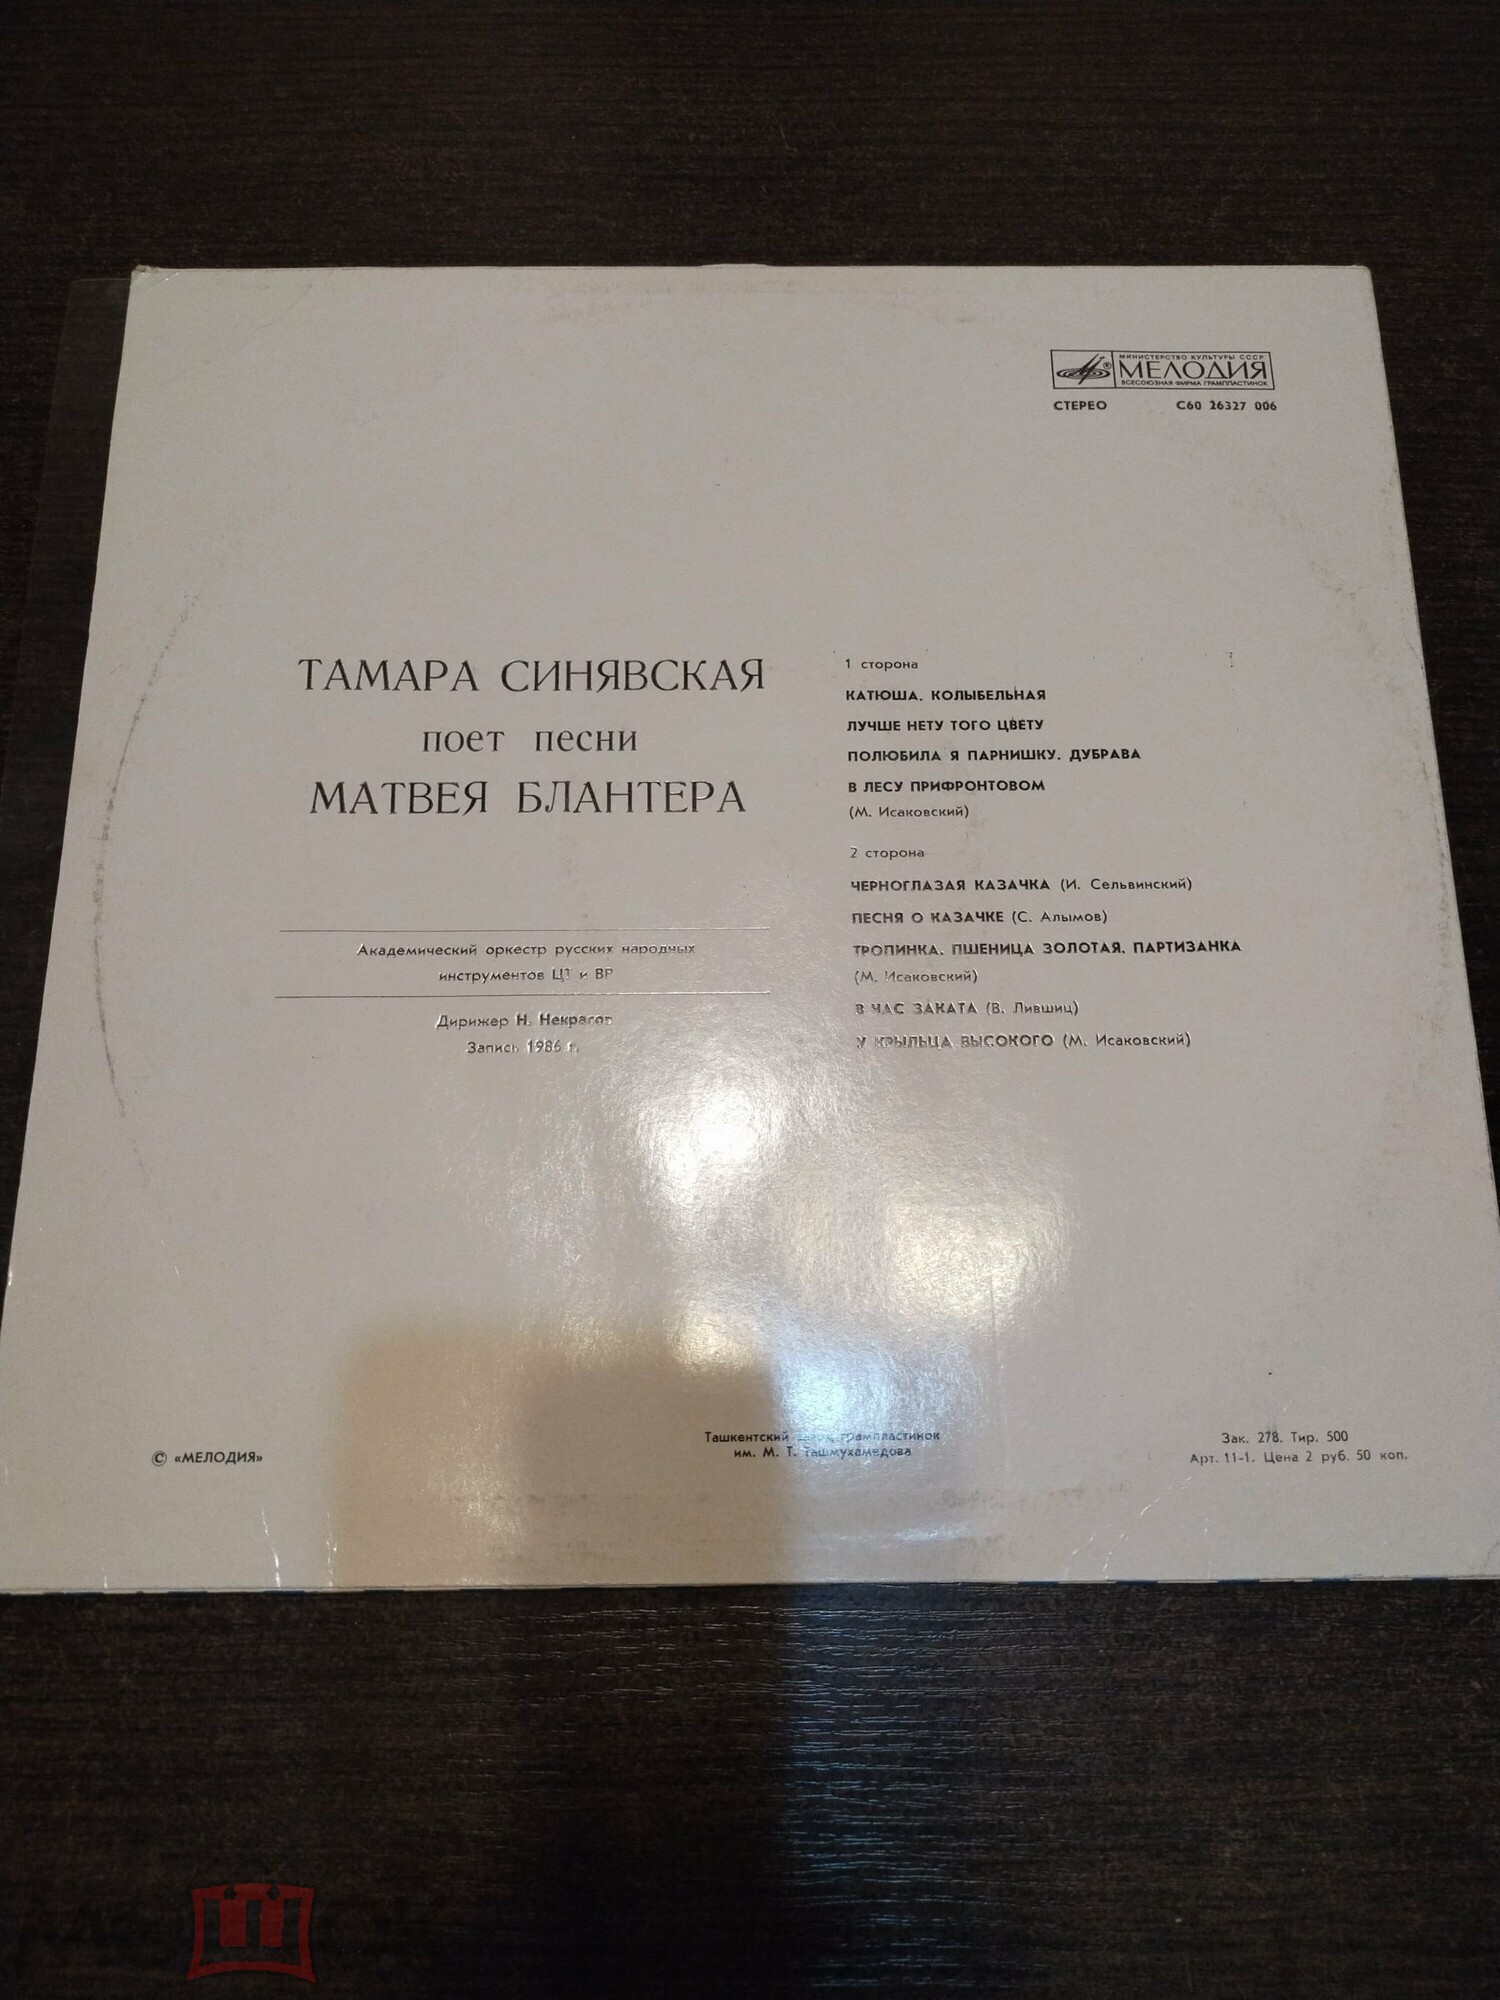 МИНИСТЕРСТВО КУЛЬТУРЫ СССР
МЕЛОДИЯ
ВСЕСОЮЗНАЯ ФИРМА ГРАМПЛАСТИНОК
СТЕРЕО С60 26327 006
ТАМАРА СИНЯВСКАЯ
поет песни
МАТВЕЯ БЛАНТЕРА
Академический оркестр русских народных
инструментов ЦТ и ВР
Дирижер Н. Некрасов
Запись 1986 г.
1 сторона
КАТЮША. КОЛЫБЕЛЬНАЯ
ЛУЧШЕ НЕТУ ТОГО ЦВЕТУ
ПОЛЮБИЛА Я ПАРНИШКУ. ДУБРАВА
В ЛЕСУ ПРИФРОНТОВОМ
(М. Исаковский)
2 сторона
ЧЕРНОГЛАЗАЯ КАЗАЧКА (И. Сельвинский)
ПЕСНЯ О КАЗАЧКЕ (С. Алымов)
ТРОПИНКА. ПШЕНИЦА ЗОЛОТАЯ. ПАРТИЗАНКА
(М. Исаковский)
В ЧАС ЗАКАТА (В. Лившиц)
У КРЫЛЬЦА ВЫСОКОГО (М. Исаковский)
© «МЕЛОДИЯ»
Ташкентский завод грампластинок
им. М. Т. Ташмухамедова
Зак. 278. Тир. 500
Арт. 11-1. Цена 2 руб. 50 коп.